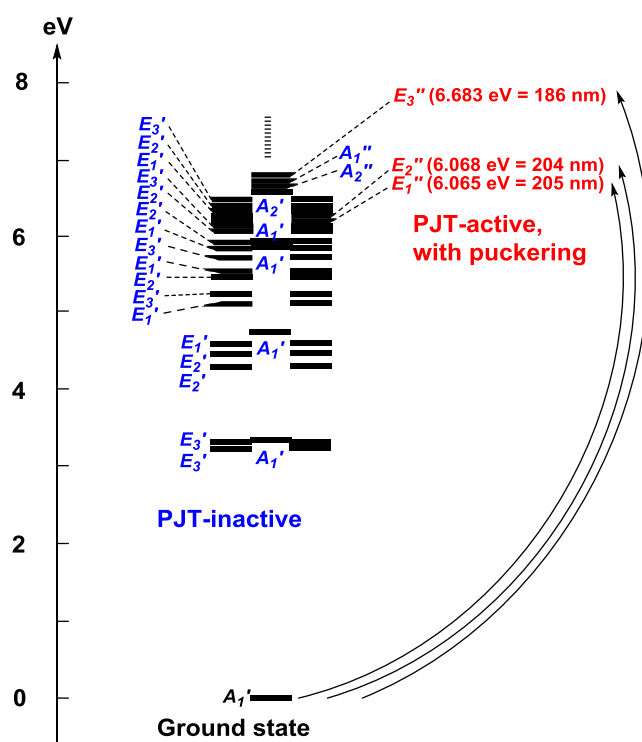 eV
8
E3″ (6.683 eV = 186 nm)
E3′
E2′
A1″
E1′
A2″
E3′
E2″ (6.068 eV = 204 nm)
E2′
E1″ (6.065 eV = 205 nm)
E2′
A2′
E1′
A1′
PJT-active,
with puckering
6
E3′
A1′
E1′
E2′
E3′
E1′
E1′
A1′
E2′
E2′
4
E3′
E3′
A1′
PJT-inactive
2
0
A1′
Ground state